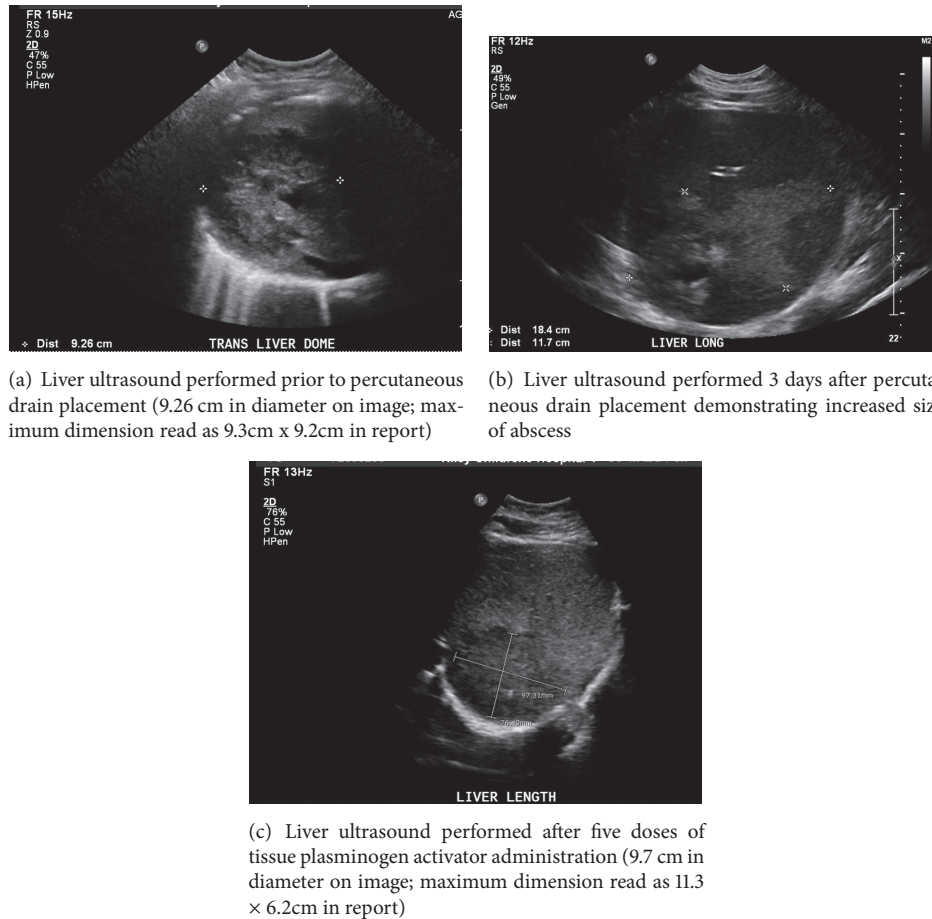 FR 15Hz
RS
Z 0.9
2D
47%
C 55
P Low
HPen
P
AG
Dist 9.26 cm
TRANS LIVER DOME
FR 12Hz
RS
2D
49%
C 55
P Low
Gen
P
M2
X
Dist 18.4 cm
Dist 11.7 cm
LIVER LONG
22
(a) Liver ultrasound performed prior to percutaneous
drain placement (9.26 cm in diameter on image; max-
imum dimension read as 9.3cm x 9.2cm in report)
(b) Liver ultrasound performed 3 days after percuta
neous drain placement demonstrating increased siz
of abscess
FR 13Hz
S1
2D
76%
C 55
P Low
HPen
P
97.31mm
LIVER LENGTH
(c) Liver ultrasound performed after five doses of
tissue plasminogen activator administration (9.7 cm in
diameter on image; maximum dimension read as 11.3
× 6.2cm in report)